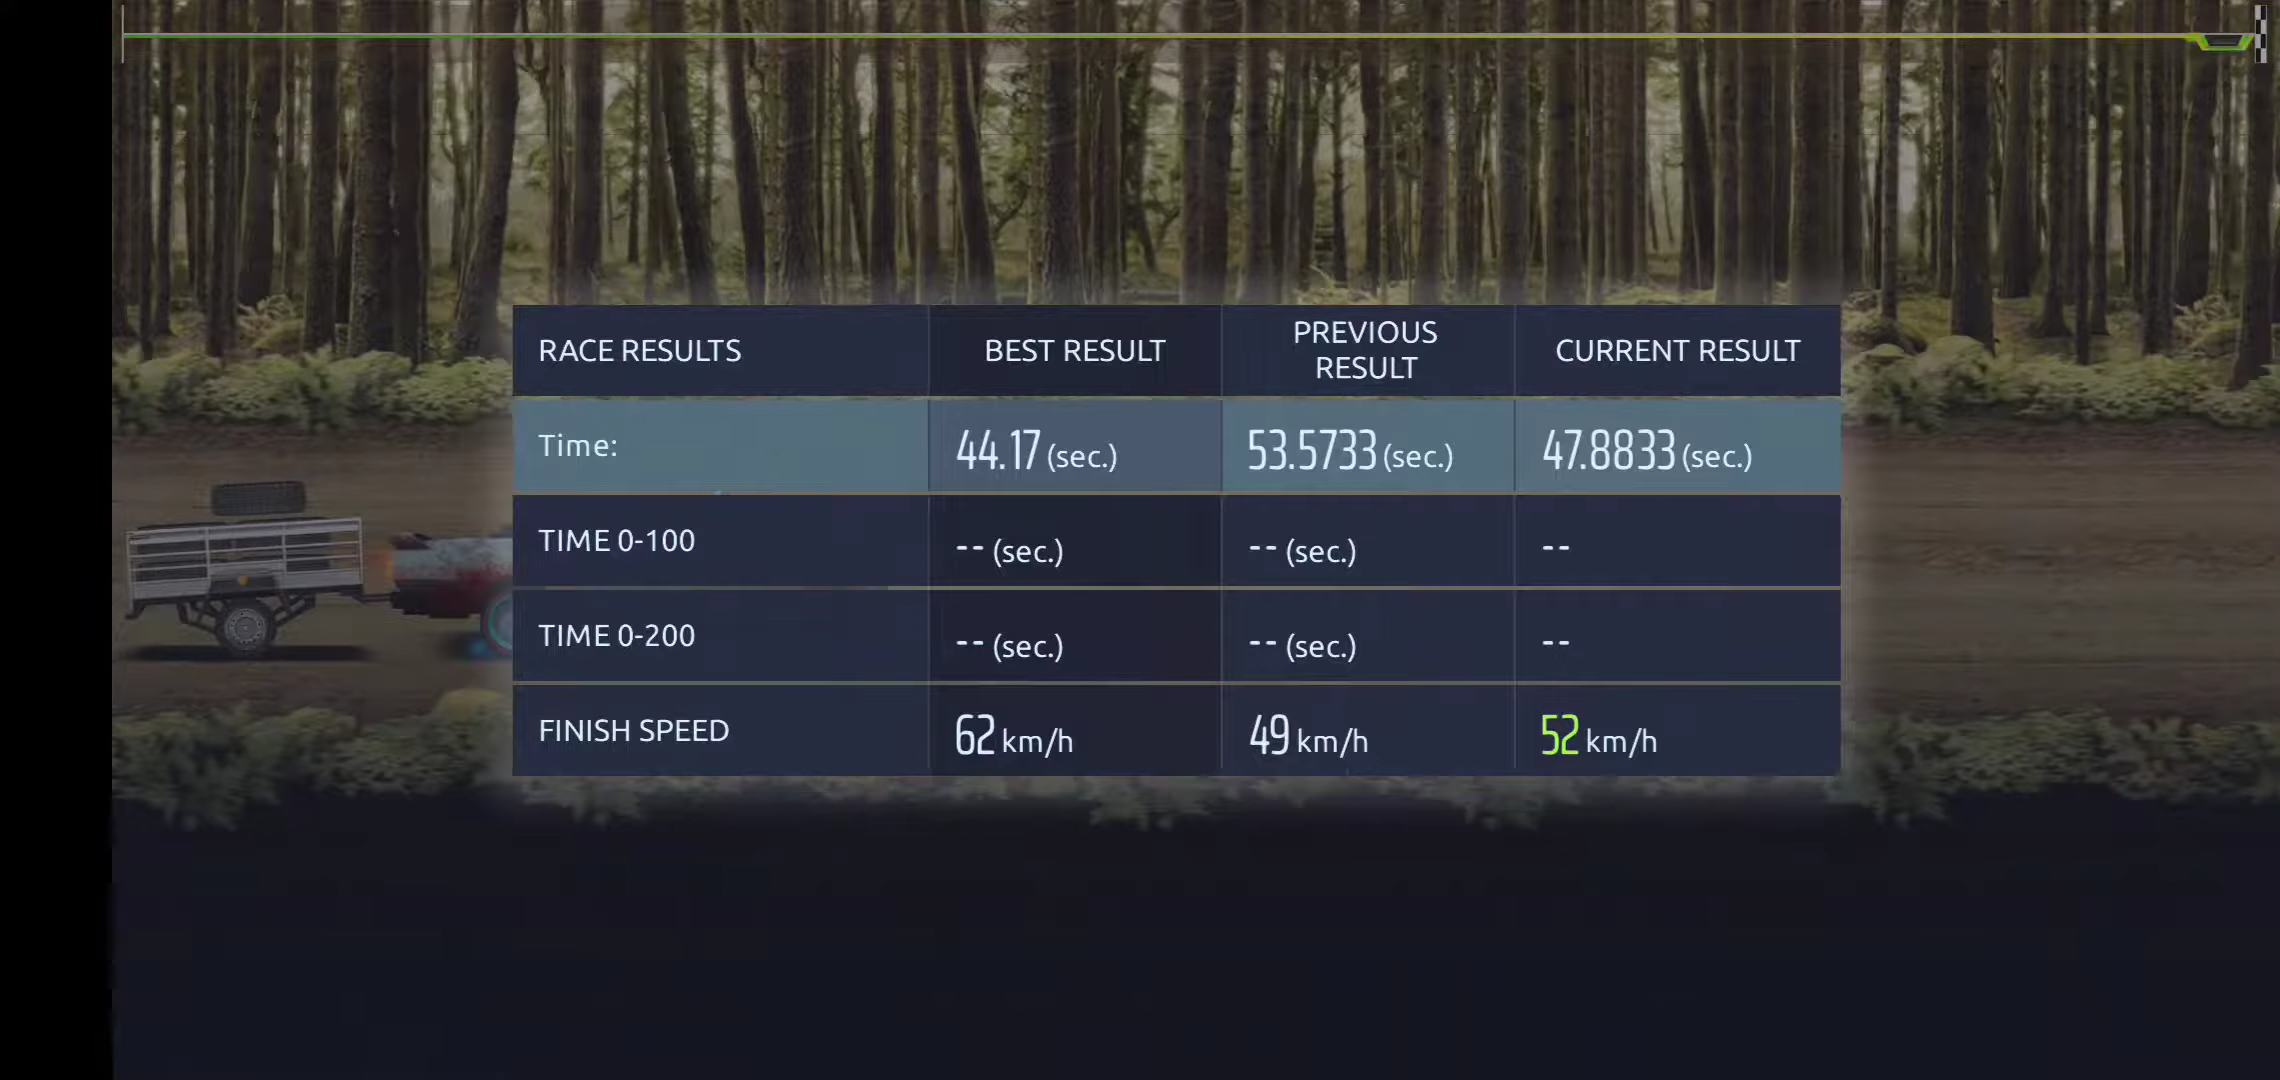 RACE RESULTS BEST RESULT PREVIOUS RESULT CURRENT RESULT
Time: 44.17 (sec.) 53.5733 (sec.) 47.8833 (sec.)
TIME 0-100 -- (sec.) -- (sec.) --
TIME 0-200 -- (sec.) -- (sec.) --
FINISH SPEED 62 km/h 49 km/h 52 km/h